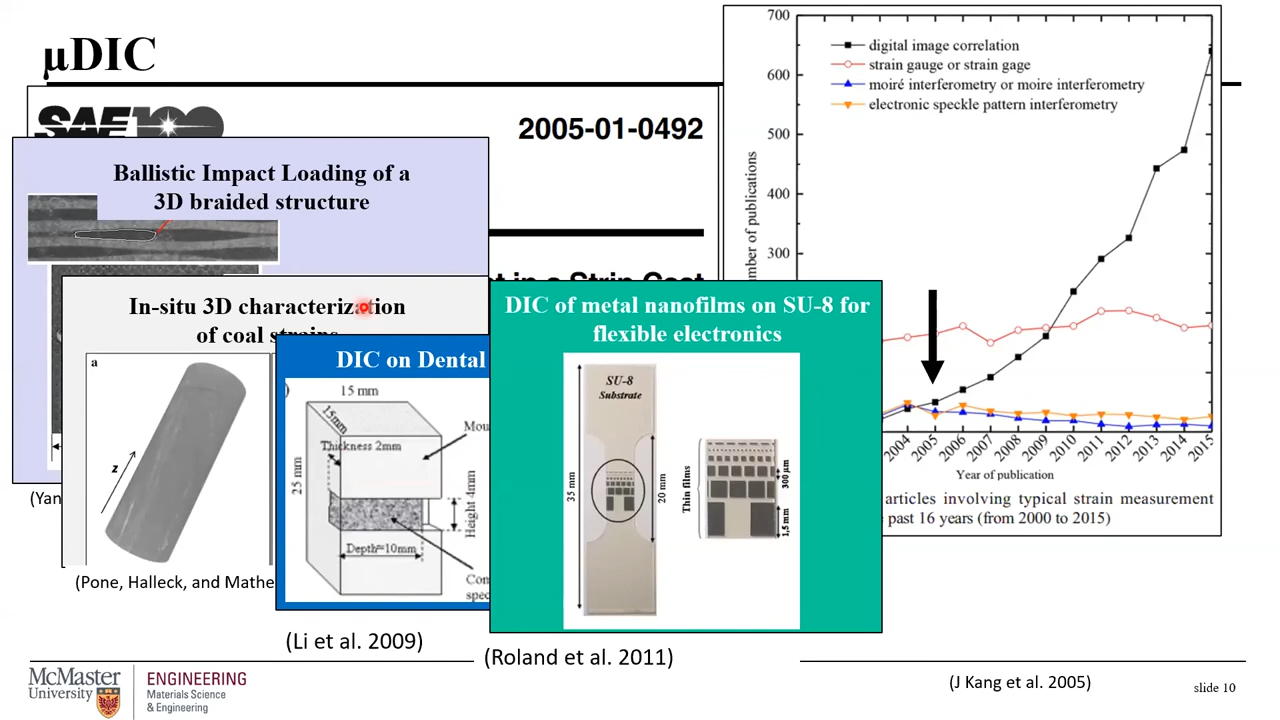 µDIC
SAE100
2005-01-0492
Ballistic Impact Loading of a
3D braided structure
In-situ 3D characterization
of coal strains
a
z
(Pone, Halleck, and Mathe
DIC on Dental
15 mm
15mm
Thickness 2mm
25 mm
Height 4mm
Depth≈10mm
(Li et al. 2009)
DIC of metal nanofilms on SU-8 for
flexible electronics
SU-8
Substrate
35 mm
20 mm
Thin films
300 µm
1,5 mm
(Roland et al. 2011)
700
600
500
400
300
digital image correlation
strain gauge or strain gage
moiré interferometry or moire interferometry
electronic speckle pattern interferometry
mber of publications
2004 2005 2006 2007 2008 2009 2010 2011 2012 2013 2014 2015
Year of publication
articles involving typical strain measurement
past 16 years (from 2000 to 2015)
(J Kang et al. 2005)
McMaster
University
ENGINEERING
Materials Science
& Engineering
slide 10